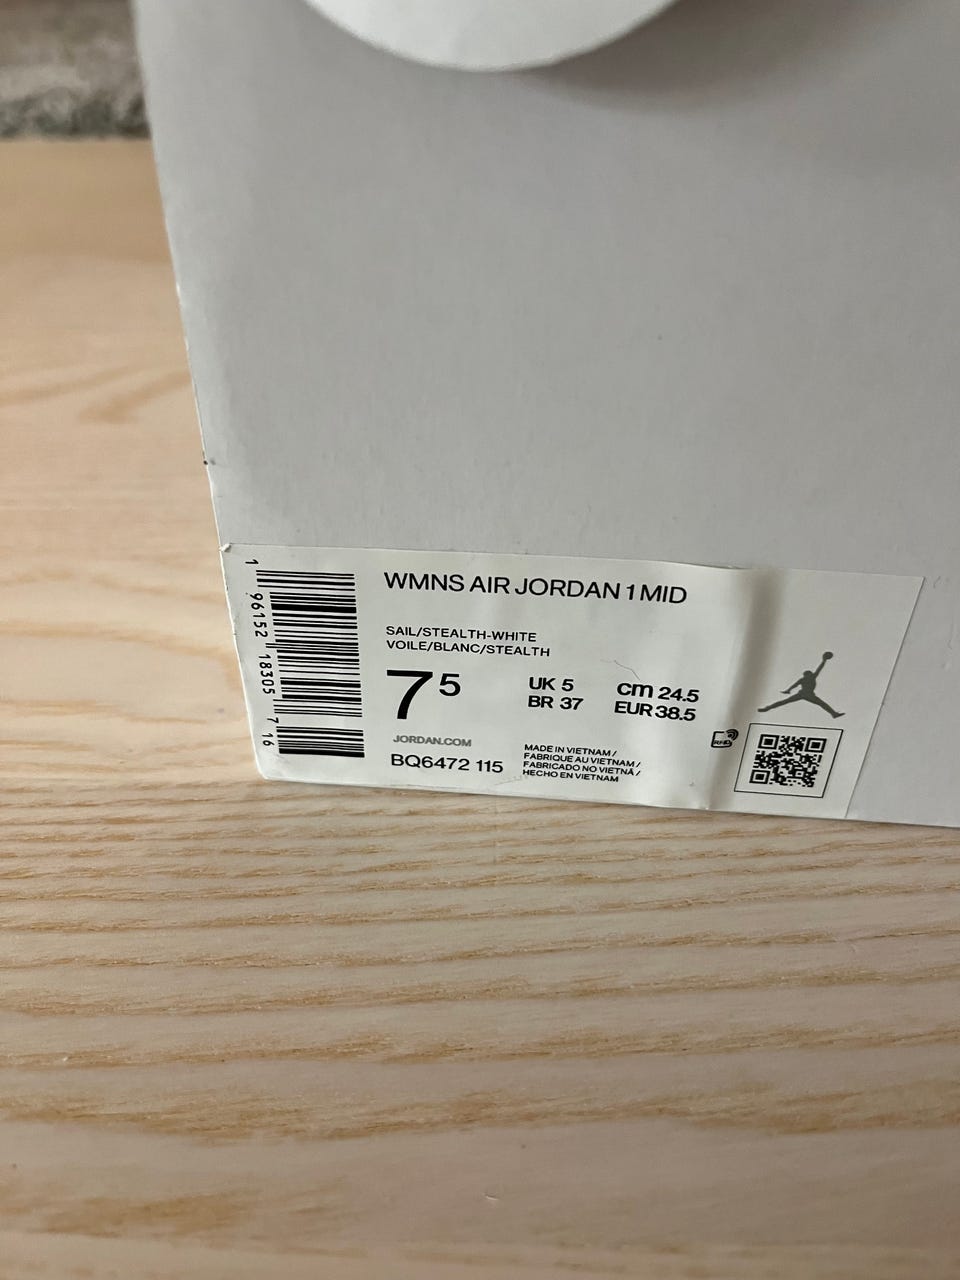 WMNS AIR JORDAN 1 MID
SAIL/STEALTH-WHITE
VOILE/BLANC/STEALTH
7 5
UK 5
BR 37
cm 24.5
EUR 38.5
JORDAN.COM
BQ6472 115
MADE IN VIETNAM /
FABRIQUE AU VIETNAM /
FABRICADO NO VIETNÃ /
HECHO EN VIETNAM
RFID
1 96152 18305 7 16